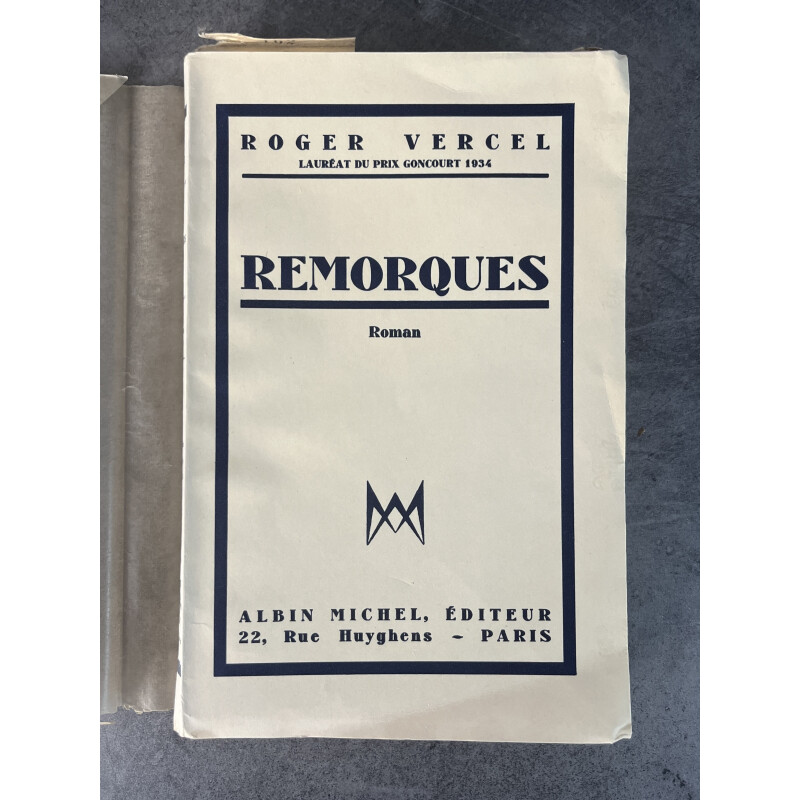 ROGER VERCEL
LAURÉAT DU PRIX GONCOURT 1934
REMORQUES
Roman
ALBIN MICHEL, ÉDITEUR
22, Rue Huyghens ~ PARIS